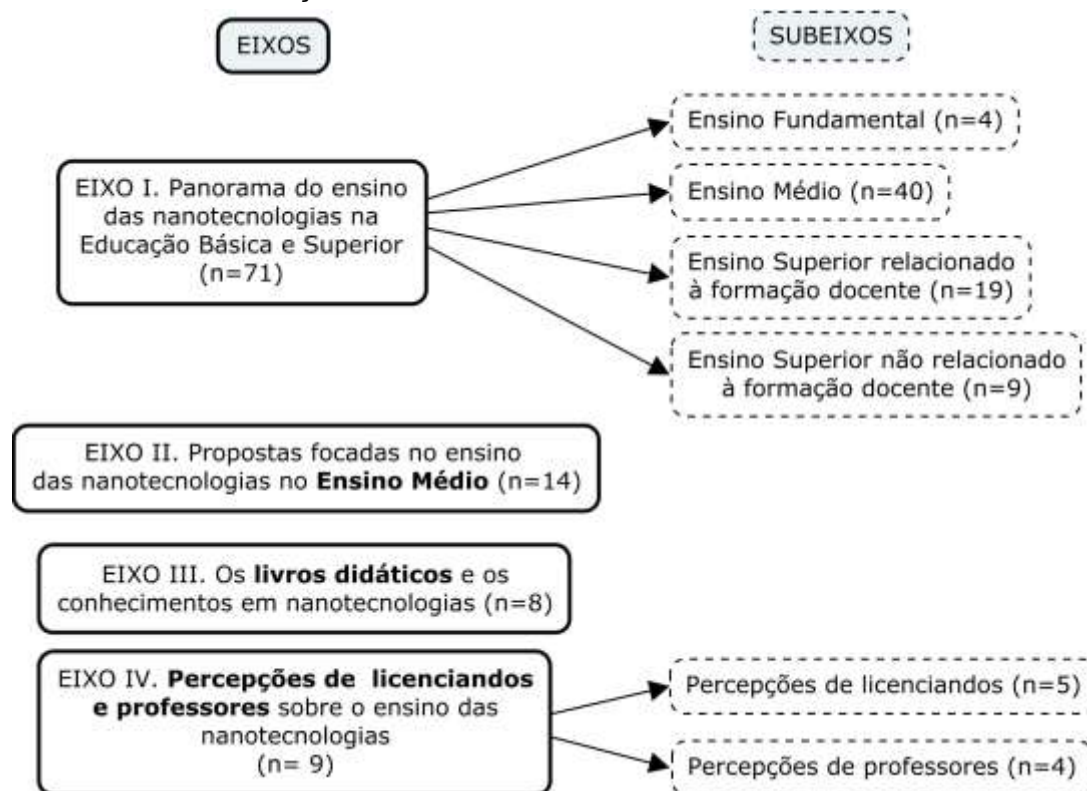 EIXOS
SUBEIXOS
EIXO I. Panorama do ensino
das nanotecnologias na
Educação Básica e Superior
(n=71)
Ensino Fundamental (n=4)
Ensino Médio (n=40)
Ensino Superior relacionado
à formação docente (n=19)
Ensino Superior não relacionado
à formação docente (n=9)
EIXO II. Propostas focadas no ensino
das nanotecnologias no Ensino Médio (n=14)
EIXO III. Os livros didáticos e os
conhecimentos em nanotecnologias (n=8)
EIXO IV. Percepções de licenciandos
e professores sobre o ensino das
nanotecnologias
(n= 9)
Percepções de licenciandos (n=5)
Percepções de professores (n=4)